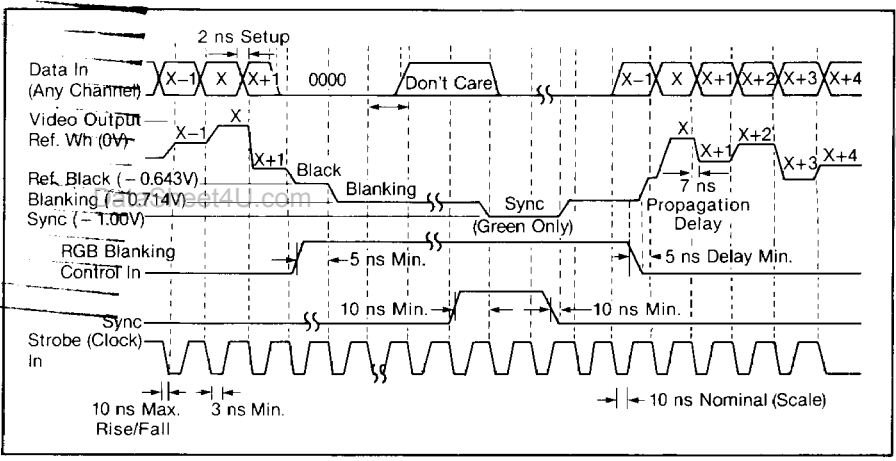 2 ns Setup
Data In
(Any Channel)
X−1 X X+1 0000 Don't Care X−1 X X+1 X+2 X+3 X+4
Video Output
Ref. Wh (0V)
X−1 X X+1 X X+1 X+2 X+3 X+4
Black
Ref. Black (−0.643V)
Blanking
Blanking (−0.714V)
DataSheet4U.com
Sync (−1.00V)
Sync
(Green Only)
7 ns
Propagation
Delay
RGB Blanking
Control In
5 ns Min.
5 ns Delay Min.
10 ns Min.
10 ns Min.
Sync
Strobe (Clock)
In
10 ns Max.
Rise/Fall
3 ns Min.
10 ns Nominal (Scale)